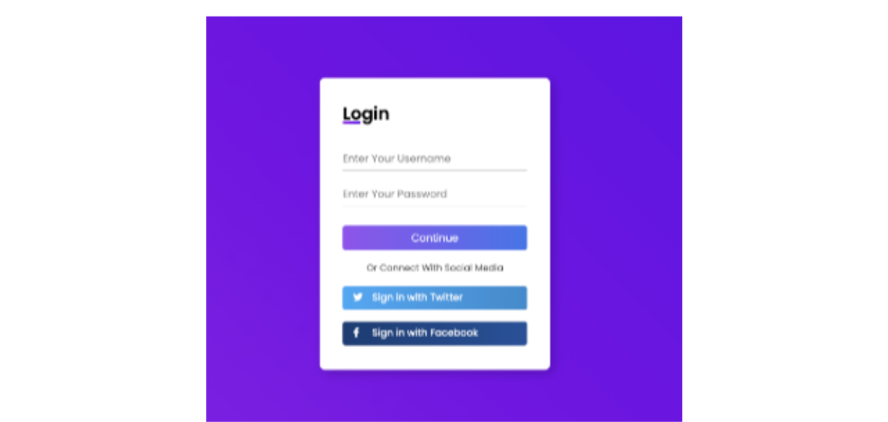 Login
Enter Your Username
Enter Your Password
Continue
Or Connect With Social Media
Sign in with Twitter
Sign in with Facebook